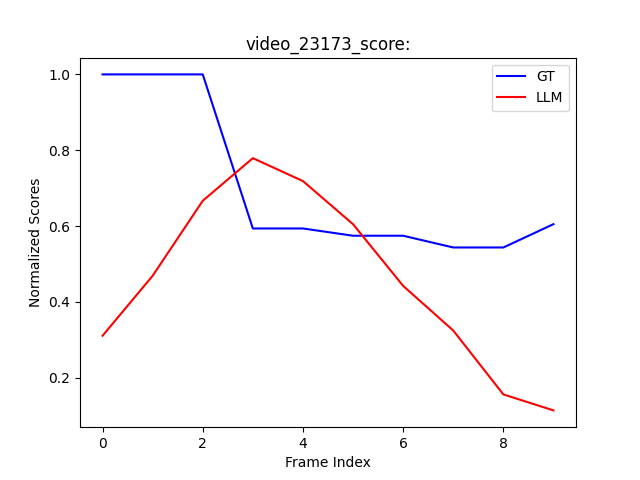 video_23173_score:
GT
LLM
1.0
0.8
0.6
0.4
0.2
Normalized Scores
0 2 4 6 8
Frame Index